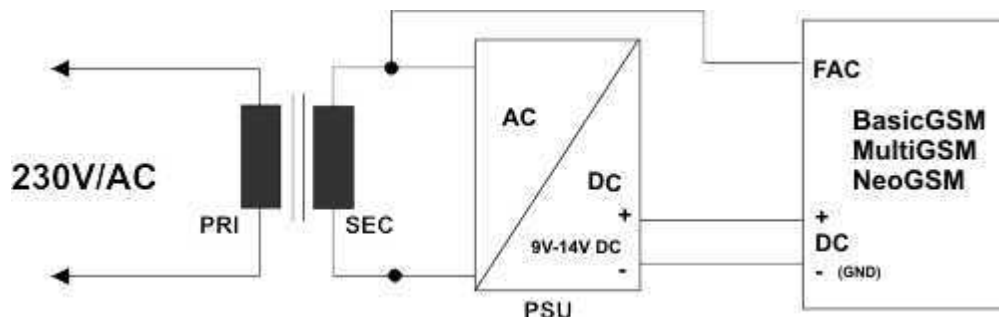 230V/AC
PRI
SEC
AC
DC
+
9V-14V DC
-
PSU
FAC
BasicGSM
MultiGSM
NeoGSM
+
DC
- (GND)